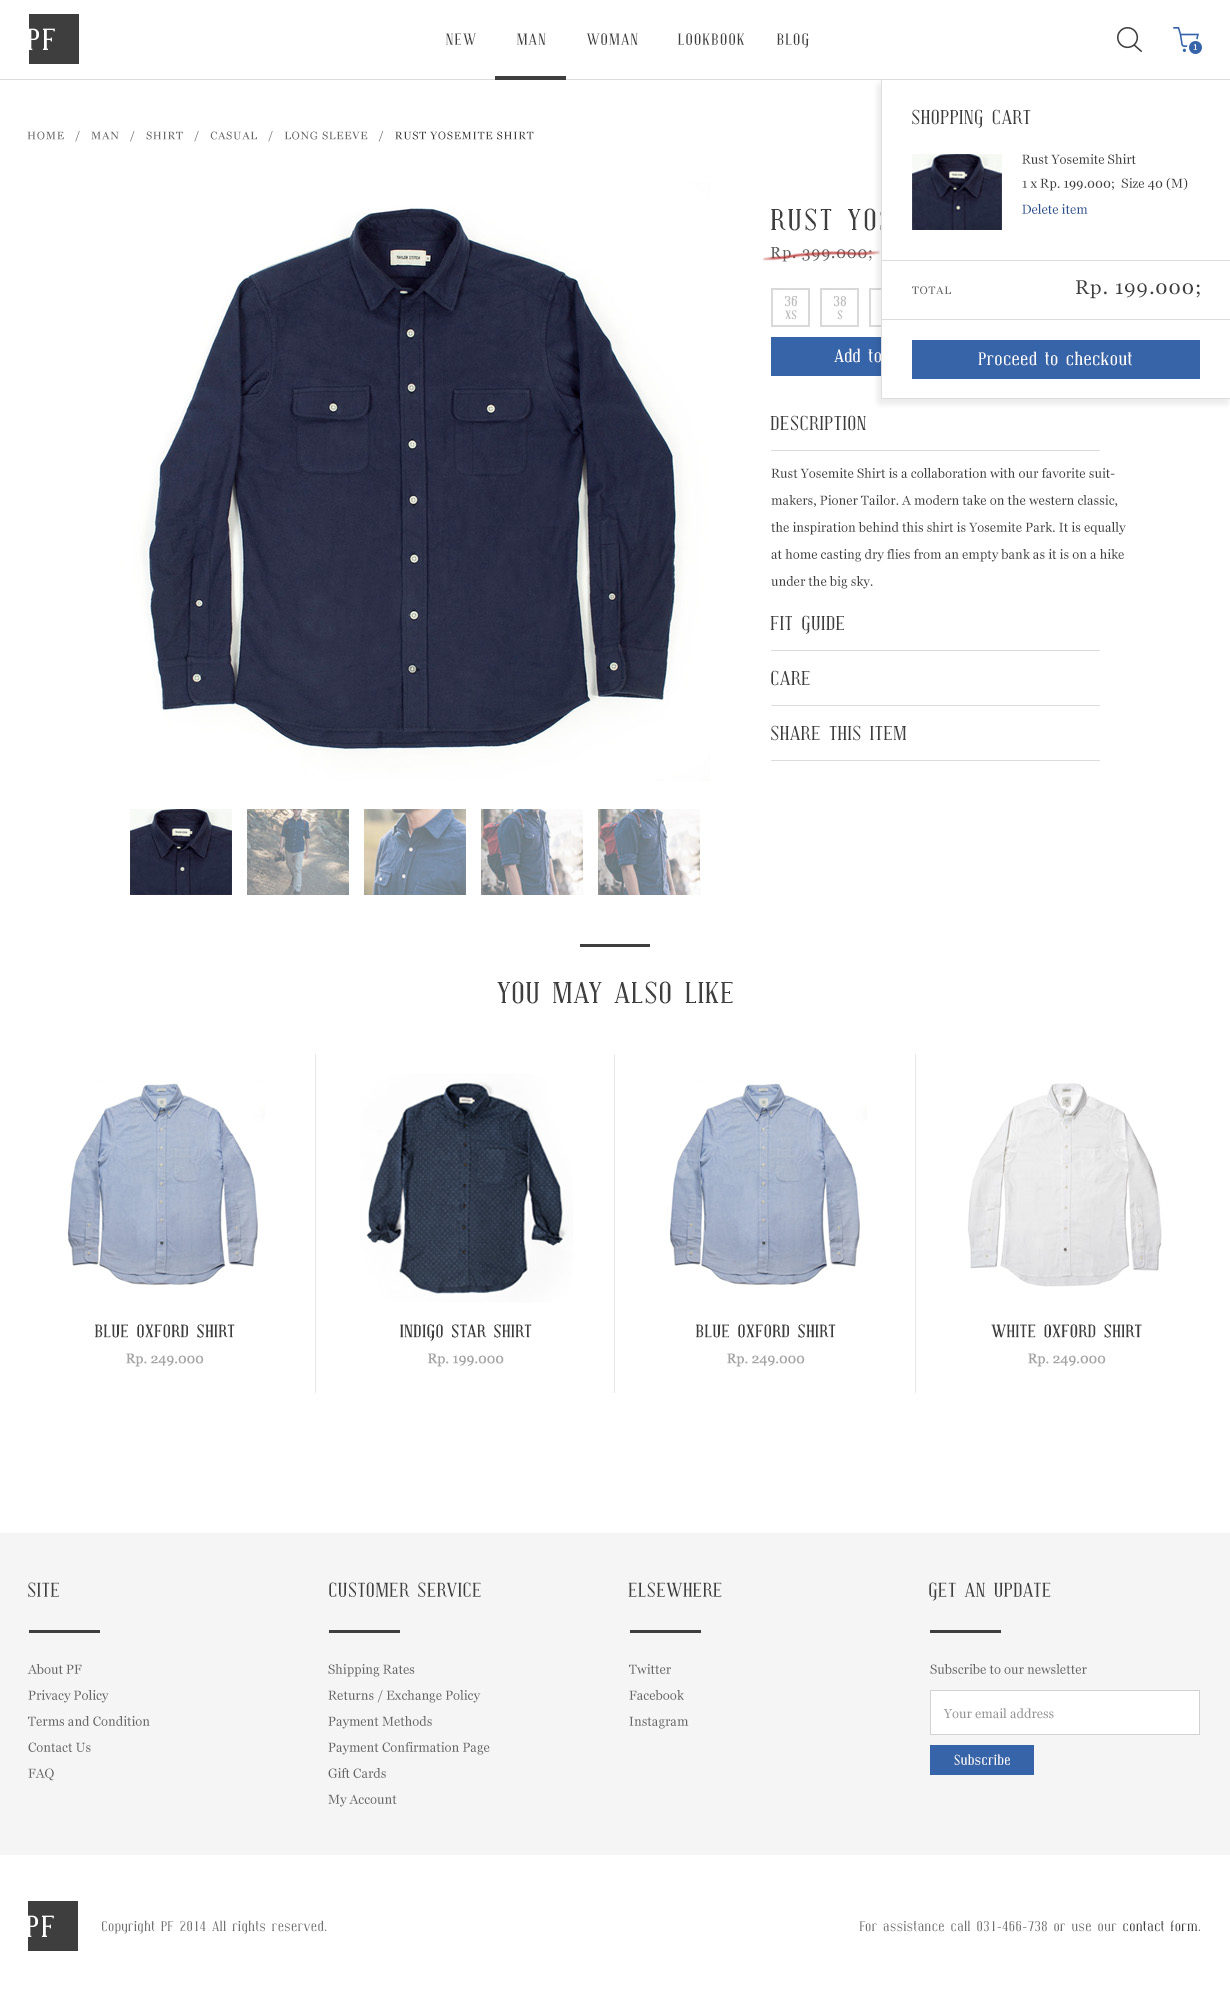 PF
NEW MAN WOMAN LOOKBOOK BLOG
1
HOME / MAN / SHIRT / CASUAL / LONG SLEEVE / RUST YOSEMITE SHIRT
SHOPPING CART
Rust Yosemite Shirt
1 x Rp. 199.000; Size 40 (M)
Delete item
TOTAL Rp. 199.000;
Proceed to checkout
TAILOR STITCH
RUST YOS
Rp. 399.000;
36 XS
38 S
Add to
DESCRIPTION
Rust Yosemite Shirt is a collaboration with our favorite suit-
makers, Pioner Tailor. A modern take on the western classic,
the inspiration behind this shirt is Yosemite Park. It is equally
at home casting dry flies from an empty bank as it is on a hike
under the big sky.
FIT GUIDE
CARE
SHARE THIS ITEM
YOU MAY ALSO LIKE
BLUE OXFORD SHIRT
Rp. 249.000
INDIGO STAR SHIRT
Rp. 199.000
BLUE OXFORD SHIRT
Rp. 249.000
WHITE OXFORD SHIRT
Rp. 249.000
SITE
About PF
Privacy Policy
Terms and Condition
Contact Us
FAQ
CUSTOMER SERVICE
Shipping Rates
Returns / Exchange Policy
Payment Methods
Payment Confirmation Page
Gift Cards
My Account
ELSEWHERE
Twitter
Facebook
Instagram
GET AN UPDATE
Subscribe to our newsletter
Your email address
Subscribe
PF
Copyright PF 2014 All rights reserved.
For assistance call 031-466-738 or use our contact form.